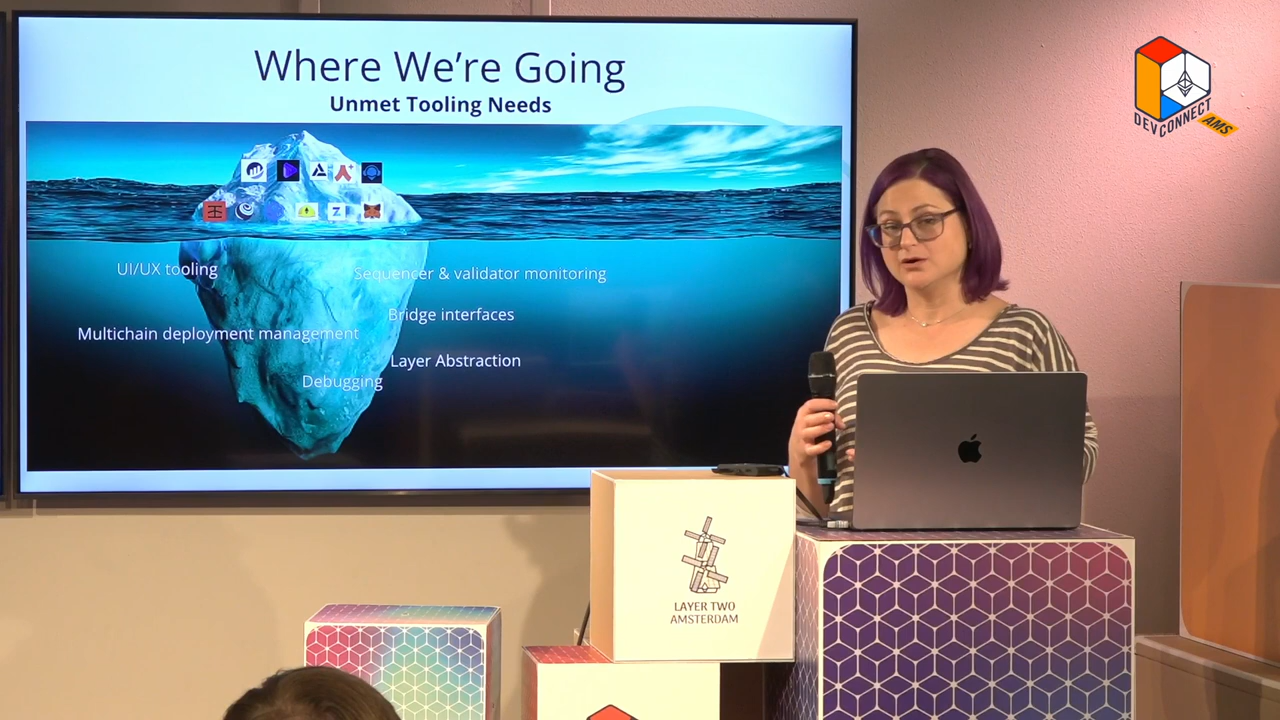 Where We're Going
Unmet Tooling Needs
UI/UX tooling
Sequencer & validator monitoring
Bridge interfaces
Multichain deployment management
Layer Abstraction
Debugging
DEVCONNECT
AMS
LAYER TWO
AMSTERDAM